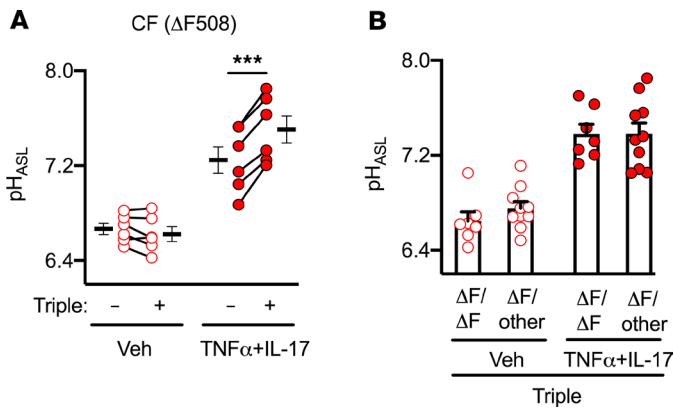 A
CF (ΔF508)
***
8.0
7.2
6.4
pHASL
Triple: – + – +
Veh TNFα+IL-17
B
8.0
7.2
6.4
pHASL
ΔF/ ΔF/ ΔF/ ΔF/
ΔF other ΔF other
Veh TNFα+IL-17
Triple